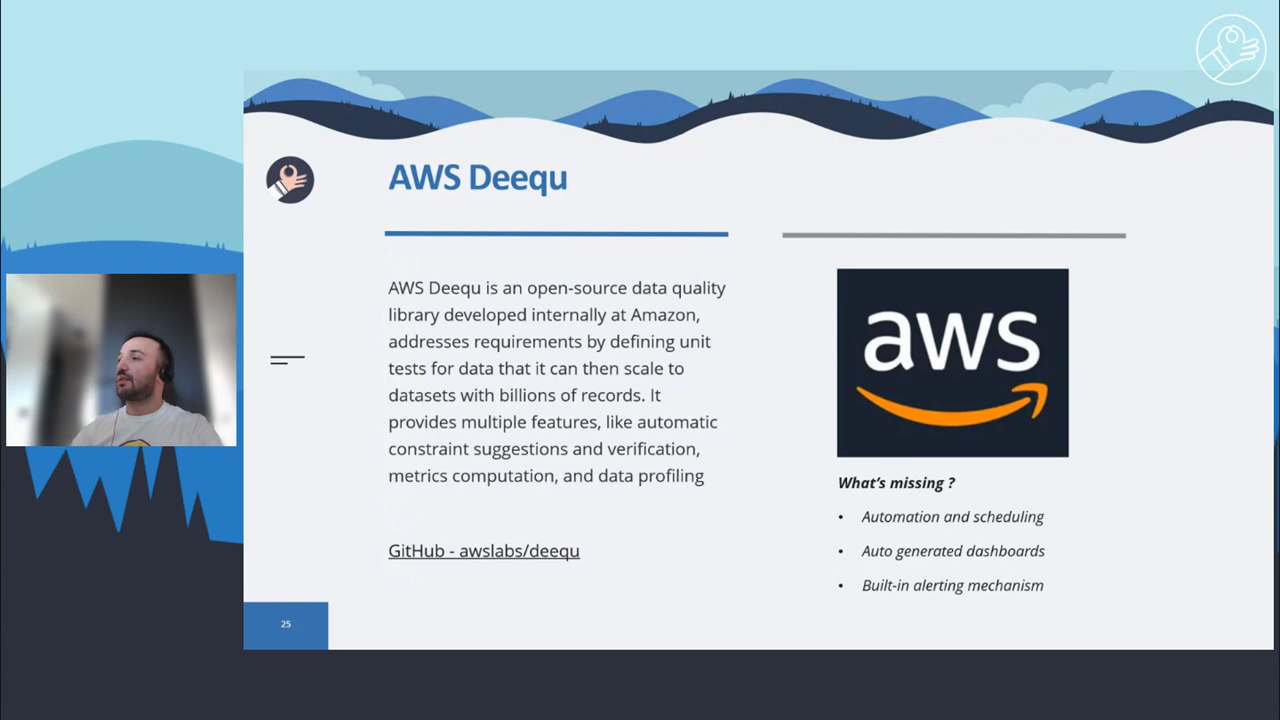 AWS Deequ
AWS Deequ is an open-source data quality
library developed internally at Amazon,
addresses requirements by defining unit
tests for data that it can then scale to
datasets with billions of records. It
provides multiple features, like automatic
constraint suggestions and verification,
metrics computation, and data profiling
GitHub - awslabs/deequ
aws
What's missing ?
• Automation and scheduling
• Auto generated dashboards
• Built-in alerting mechanism
25